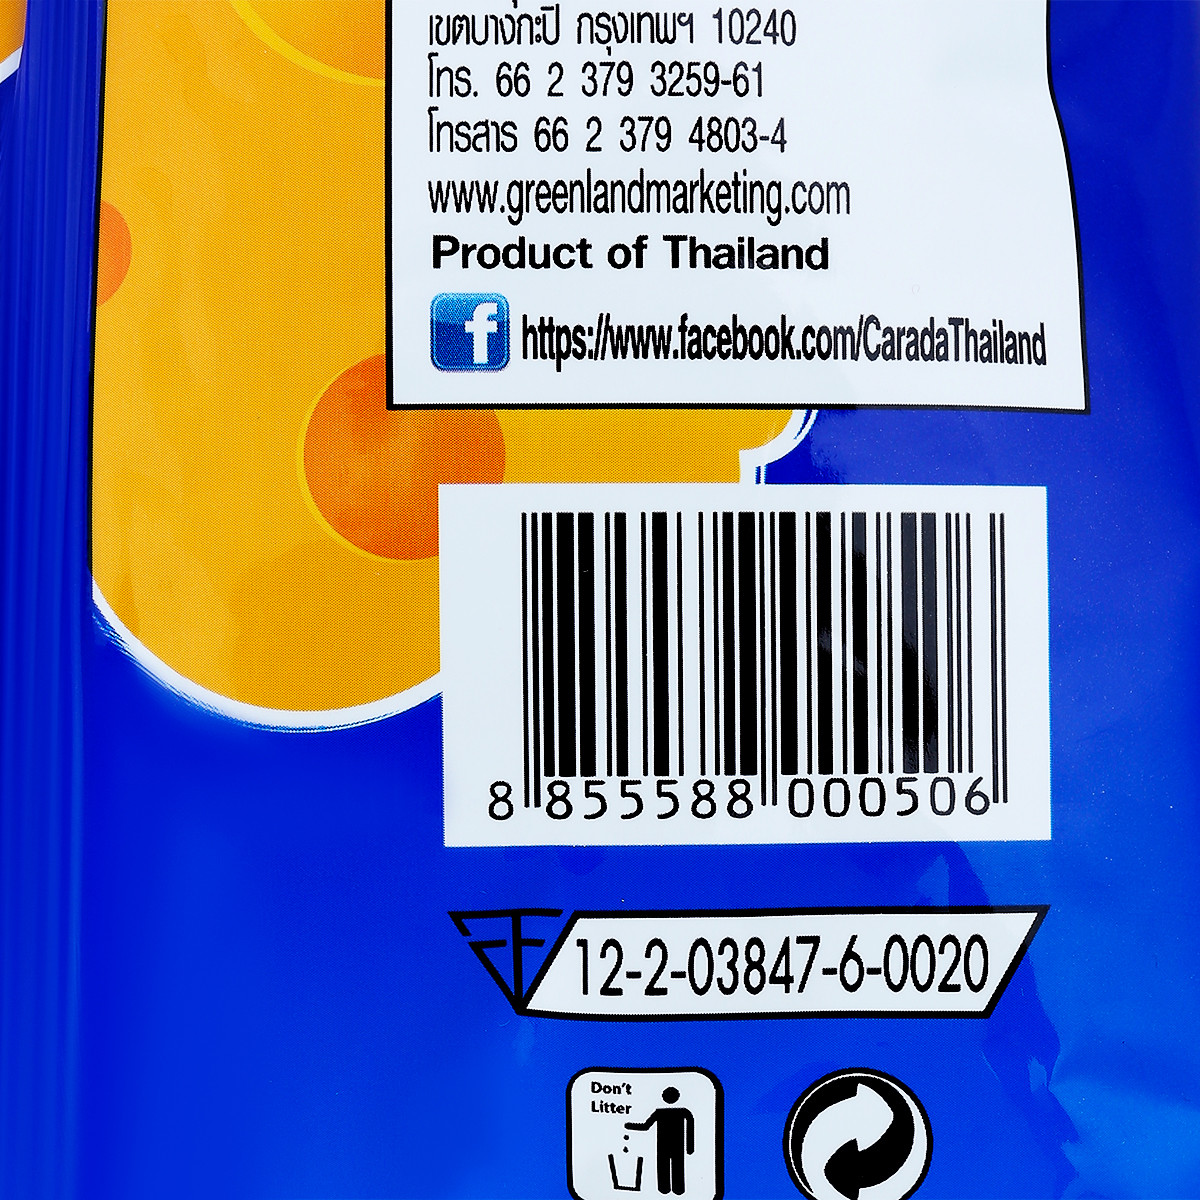 เขตบางกะปิ กรุงเทพฯ 10240
โทร. 66 2 379 3259-61
โทรสาร 66 2 379 4803-4
www.greenlandmarketing.com
Product of Thailand
f https://www.facebook.com/CaradaThailand
8 855588 000506
12-2-03847-6-0020
Don't
Litter